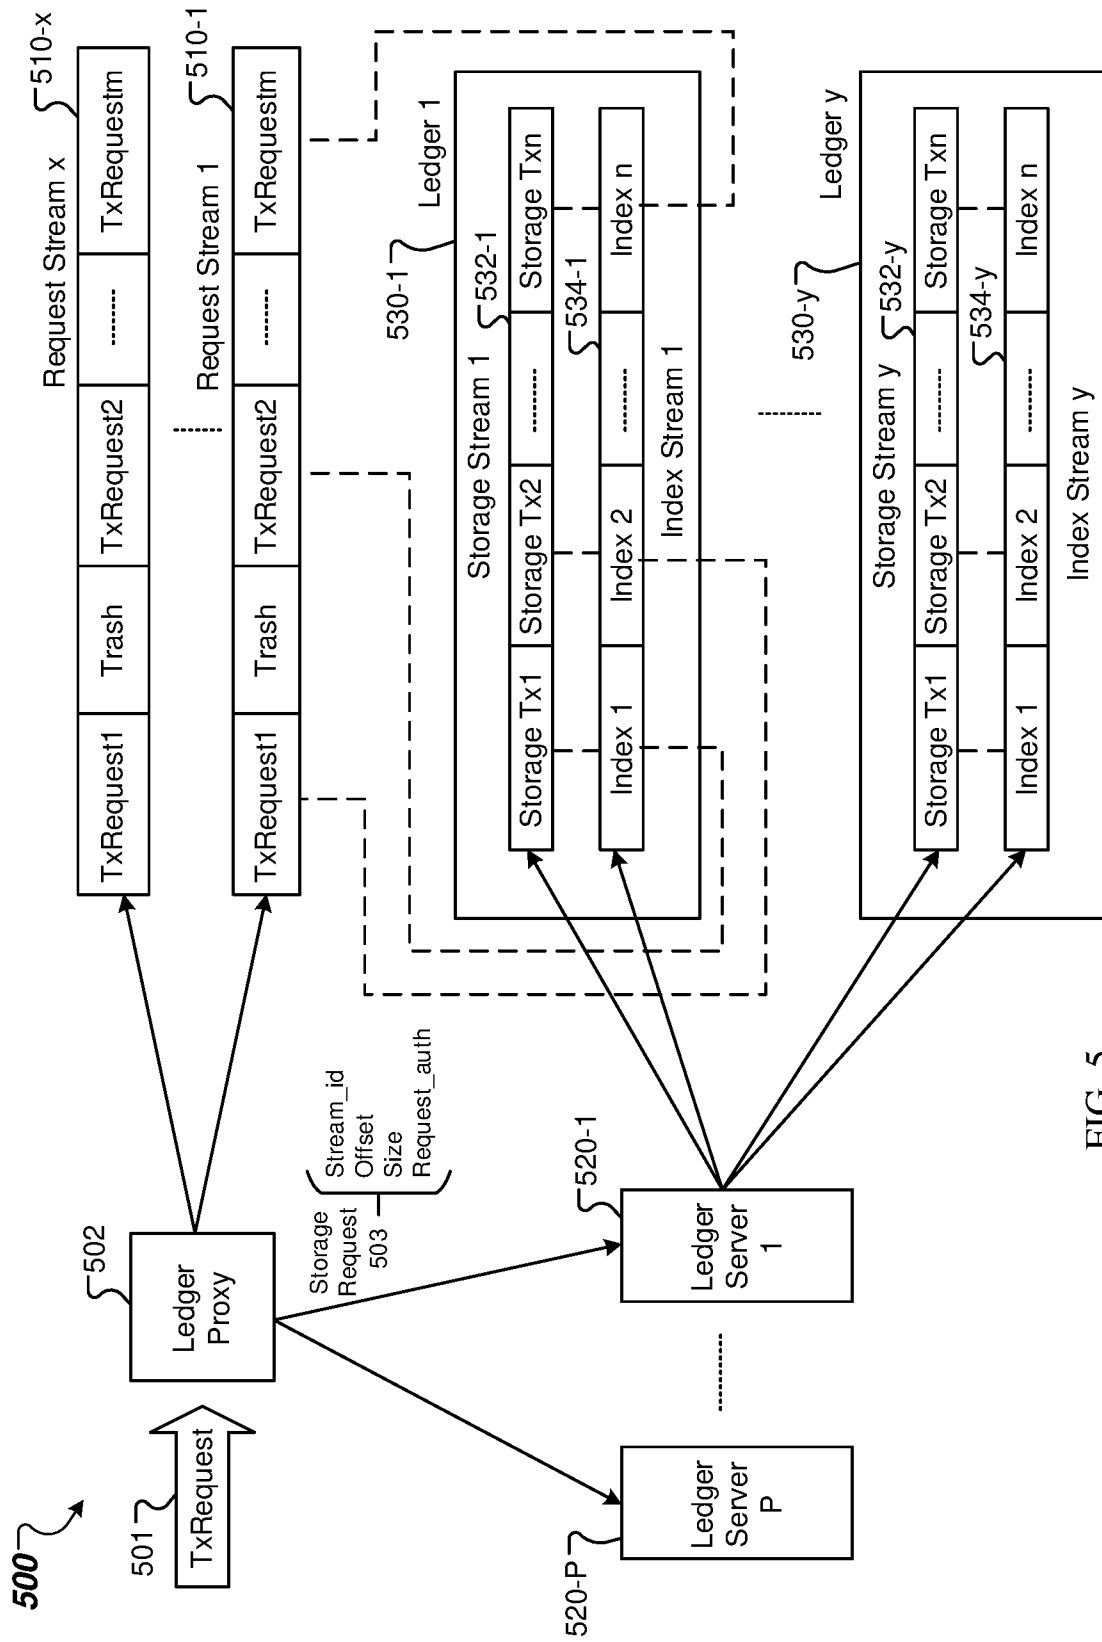 500
501
TxRequest
502
Ledger
Proxy
Request Stream x
510-x
TxRequest1
Trash
TxRequest2
TxRequestm
Request Stream 1
510-1
TxRequest1
Trash
TxRequest2
TxRequestm
Storage
Request
503
Stream_id
Offset
Size
Request_auth
520-P
Ledger
Server
P
520-1
Ledger
Server
1
530-1
Ledger 1
Storage Stream 1
532-1
Storage Tx1
Storage Tx2
Storage Txn
534-1
Index 1
Index 2
Index n
Index Stream 1
530-y
Ledger y
Storage Stream y
532-y
Storage Tx1
Storage Tx2
Storage Txn
534-y
Index 1
Index 2
Index n
Index Stream y
FIG. 5